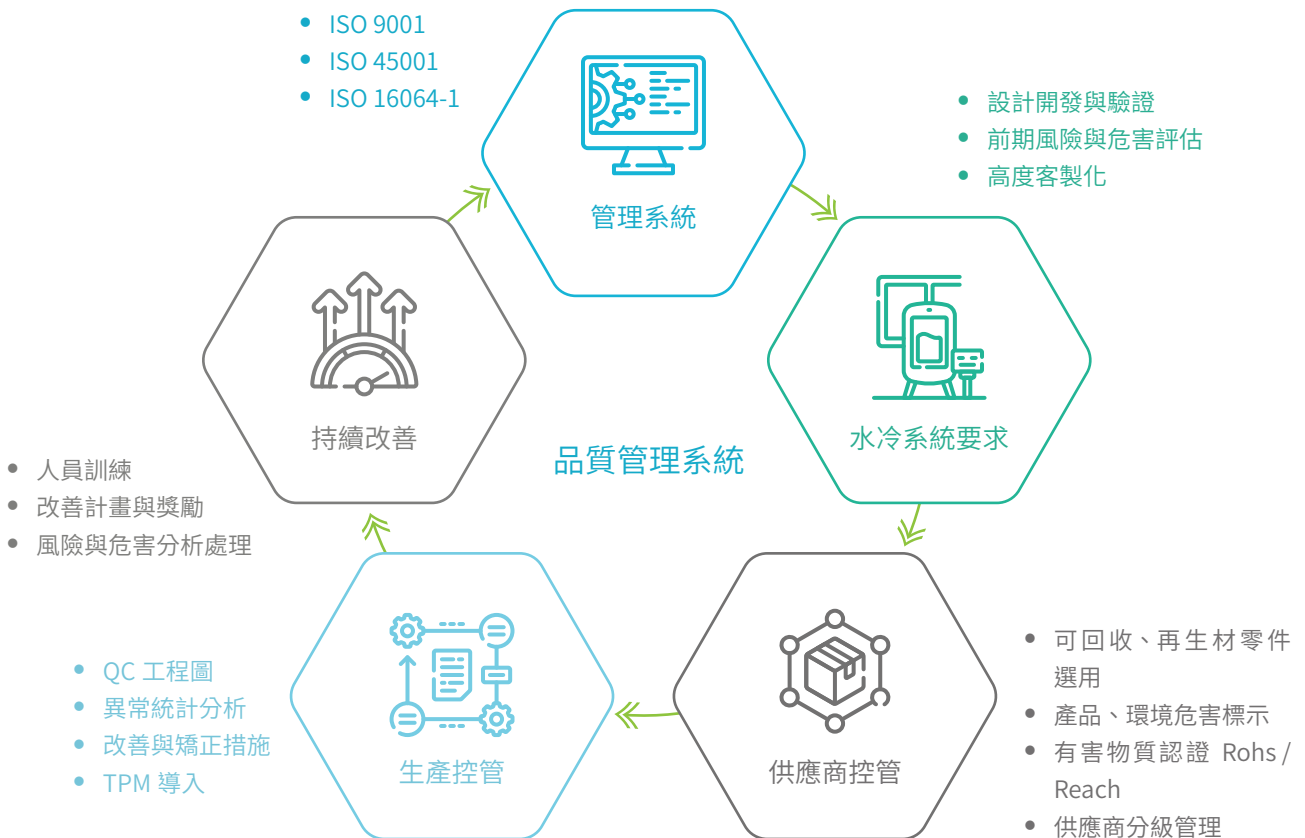 ISO 9001
ISO 45001
ISO 16064-1
管理系統
設計開發與驗證
前期風險與危害評估
高度客製化
水冷系統要求
持續改善
品質管理系統
人員訓練
改善計畫與獎勵
風險與危害分析處理
QC 工程圖
異常統計分析
改善與矯正措施
TPM 導入
生產控管
供應商控管
可回收、再生材零件
選用
產品、環境危害標示
有害物質認證 Rohs /
Reach
供應商分級管理